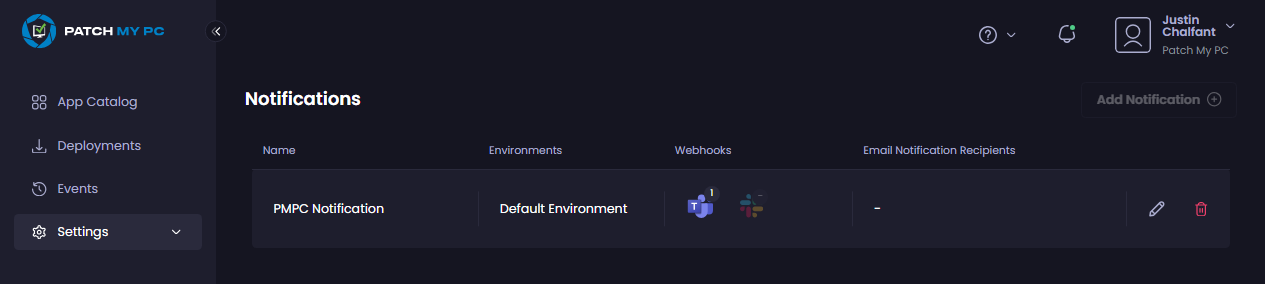 PATCH MY PC
Justin
Chalfant
Patch My PC
App Catalog
Deployments
Events
Settings
Notifications
Add Notification
Name Environments Webhooks Email Notification Recipients
PMPC Notification Default Environment T 1 - -